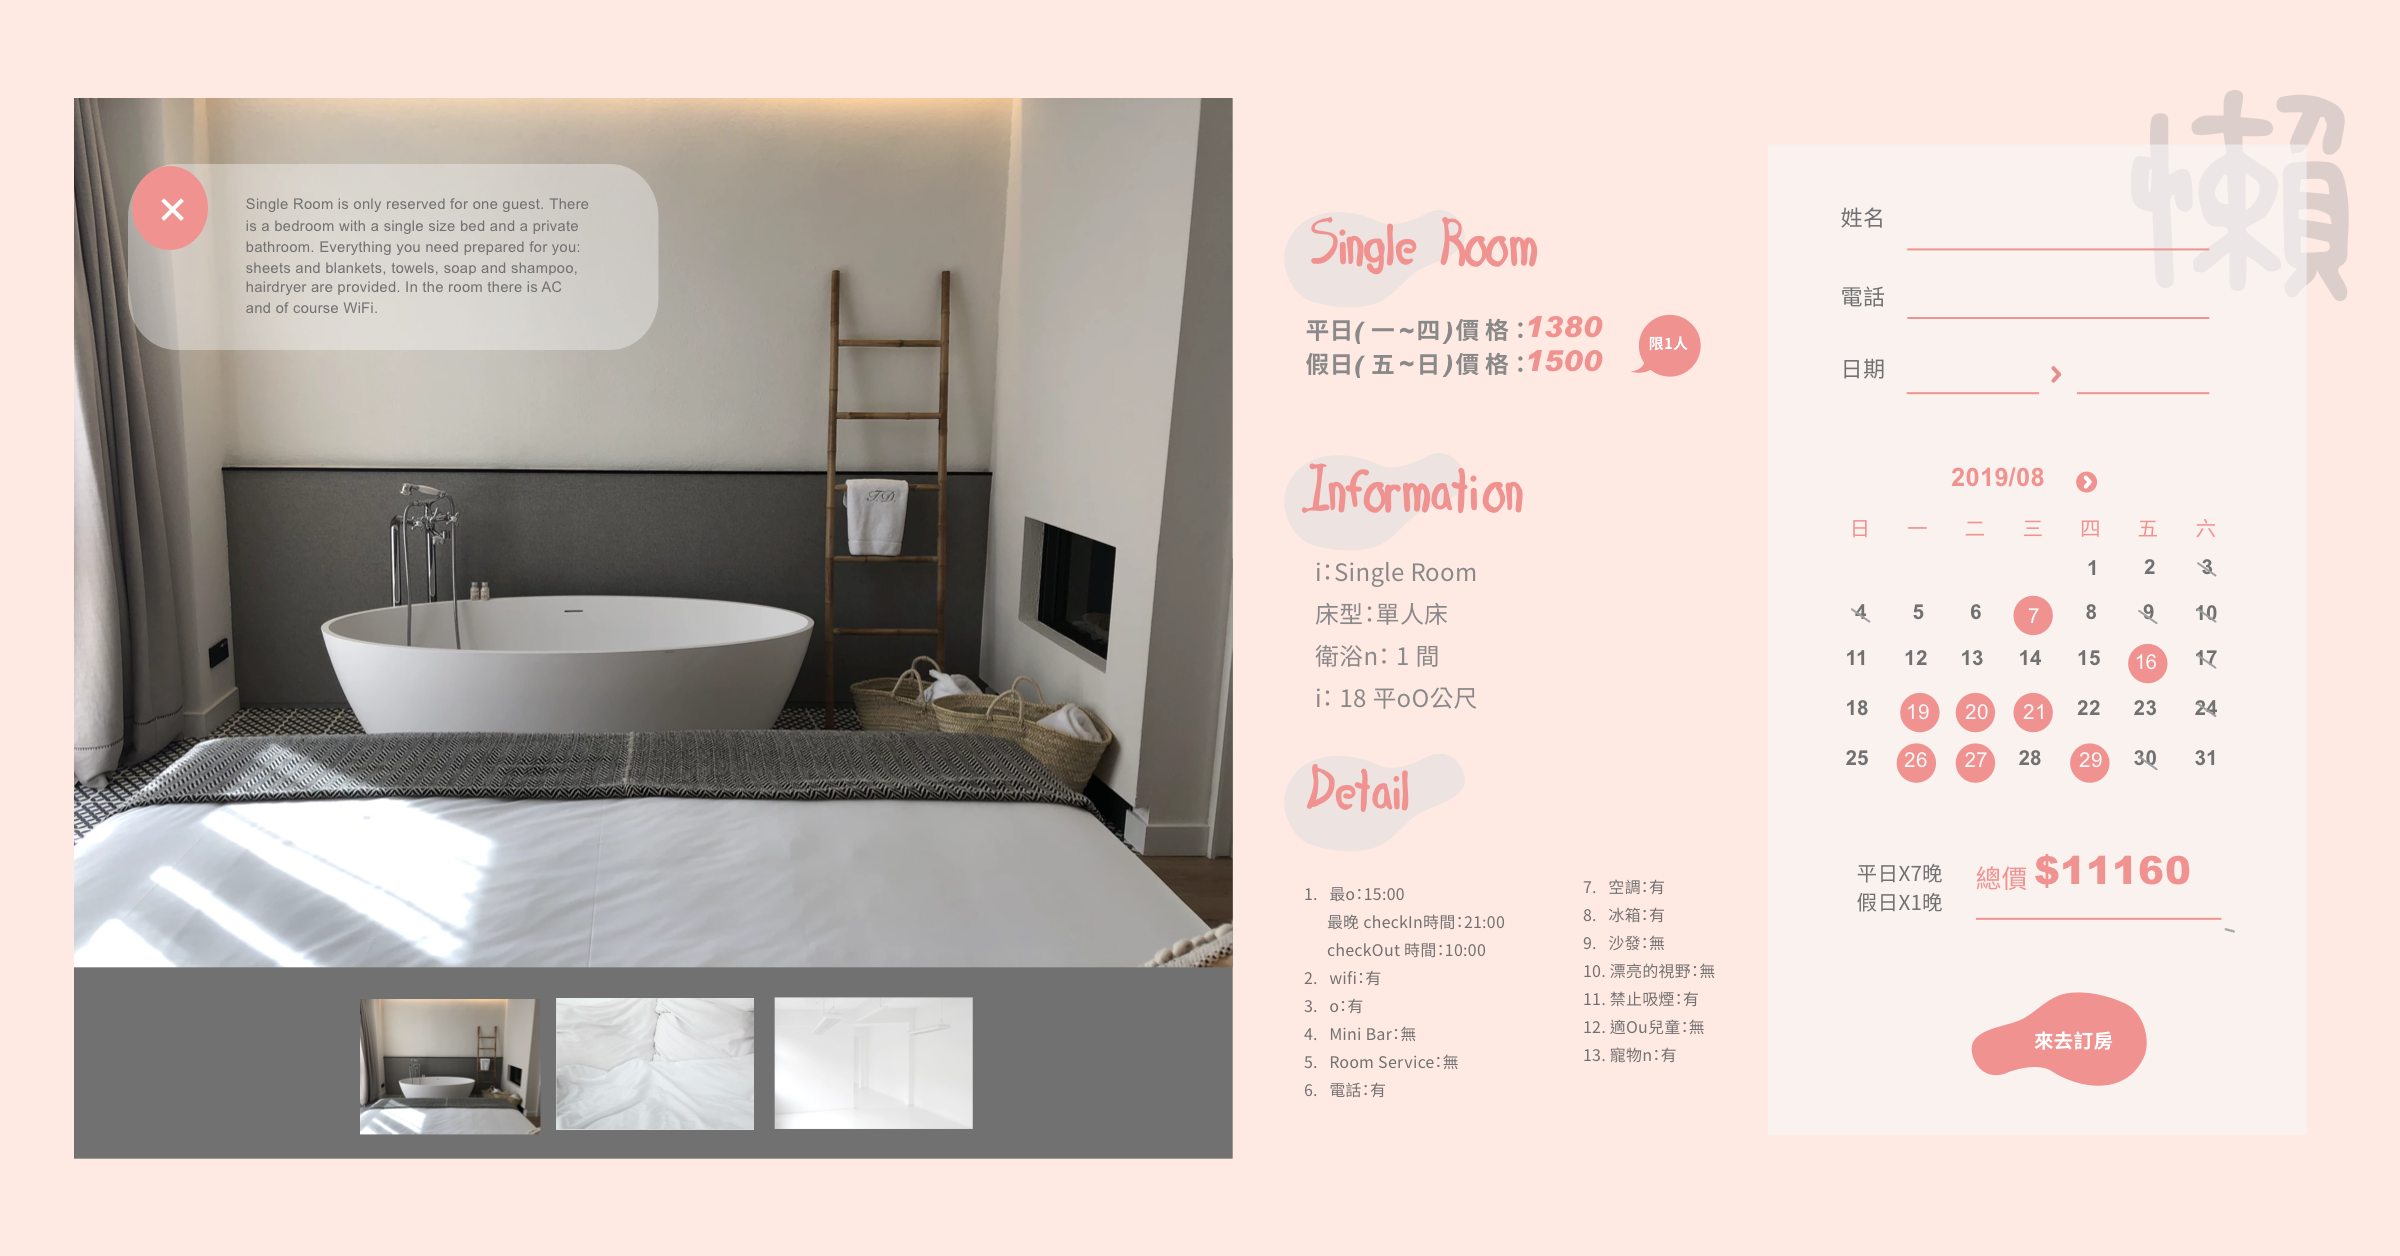 Single Room is only reserved for one guest. There
is a bedroom with a single size bed and a private
bathroom. Everything you need prepared for you:
sheets and blankets, towels, soap and shampoo,
hairdryer are provided. In the room there is AC
and of course WiFi.
T.D.
Single Room
平日(一~四)價格:1380
假日(五~日)價格:1500
限1人
Information
i:Single Room
床型:單人床
衛浴n: 1 間
i: 18 平oO公尺
Detail
1. 最o:15:00
最晚 checkIn時間:21:00
checkOut 時間:10:00
2. wifi:有
3. o:有
4. Mini Bar:無
5. Room Service:無
6. 電話:有
7. 空調:有
8. 冰箱:有
9. 沙發:無
10. 漂亮的視野:無
11. 禁止吸煙:有
12. 適Ou兒童:無
13. 寵物n:有
懶
姓名
電話
日期
2019/08
日 一 二 三 四 五 六
1 2 3
4 5 6 7 8 9 10
11 12 13 14 15 16 17
18 19 20 21 22 23 24
25 26 27 28 29 30 31
平日X7晚
假日X1晚
總價 $11160
來去訂房